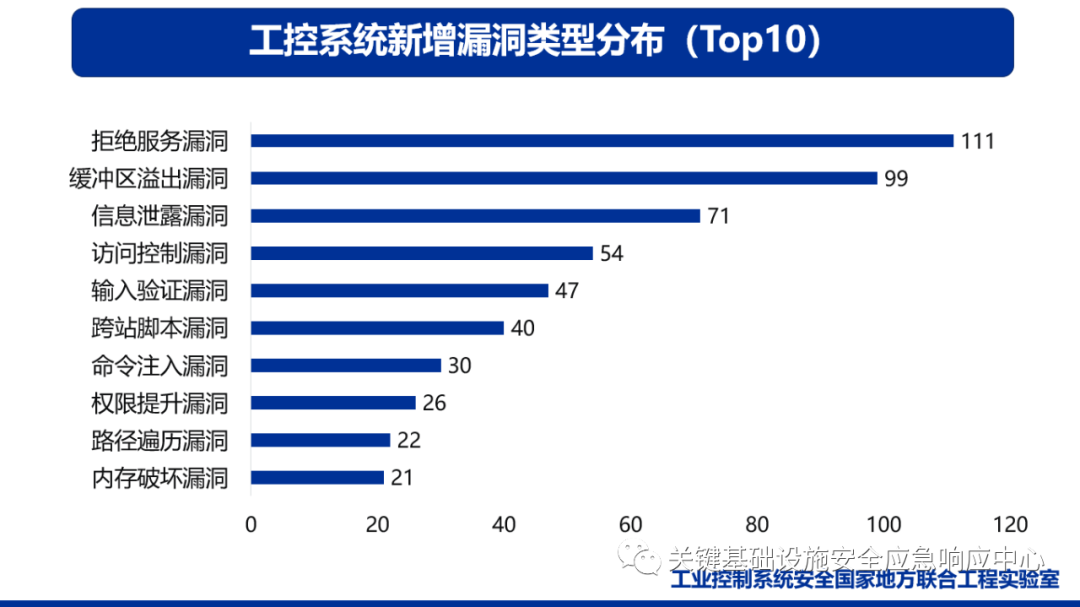 工控系统新增漏洞类型分布（Top10）
拒绝服务漏洞 111
缓冲区溢出漏洞 99
信息泄露漏洞 71
访问控制漏洞 54
输入验证漏洞 47
跨站脚本漏洞 40
命令注入漏洞 30
权限提升漏洞 26
路径遍历漏洞 22
内存破坏漏洞 21
0 20 40 60 80 100 120
关键基础设施安全应急响应中心
工业控制系统安全国家地方联合工程实验室